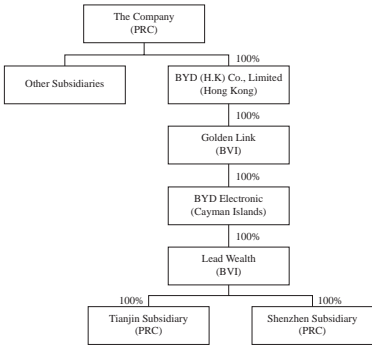 The Company
(PRC)
100%
Other Subsidiaries
BYD (H.K) Co., Limited
(Hong Kong)
100%
Golden Link
(BVI)
100%
BYD Electronic
(Cayman Islands)
100%
Lead Wealth
(BVI)
100%
100%
Tianjin Subsidiary
(PRC)
Shenzhen Subsidiary
(PRC)